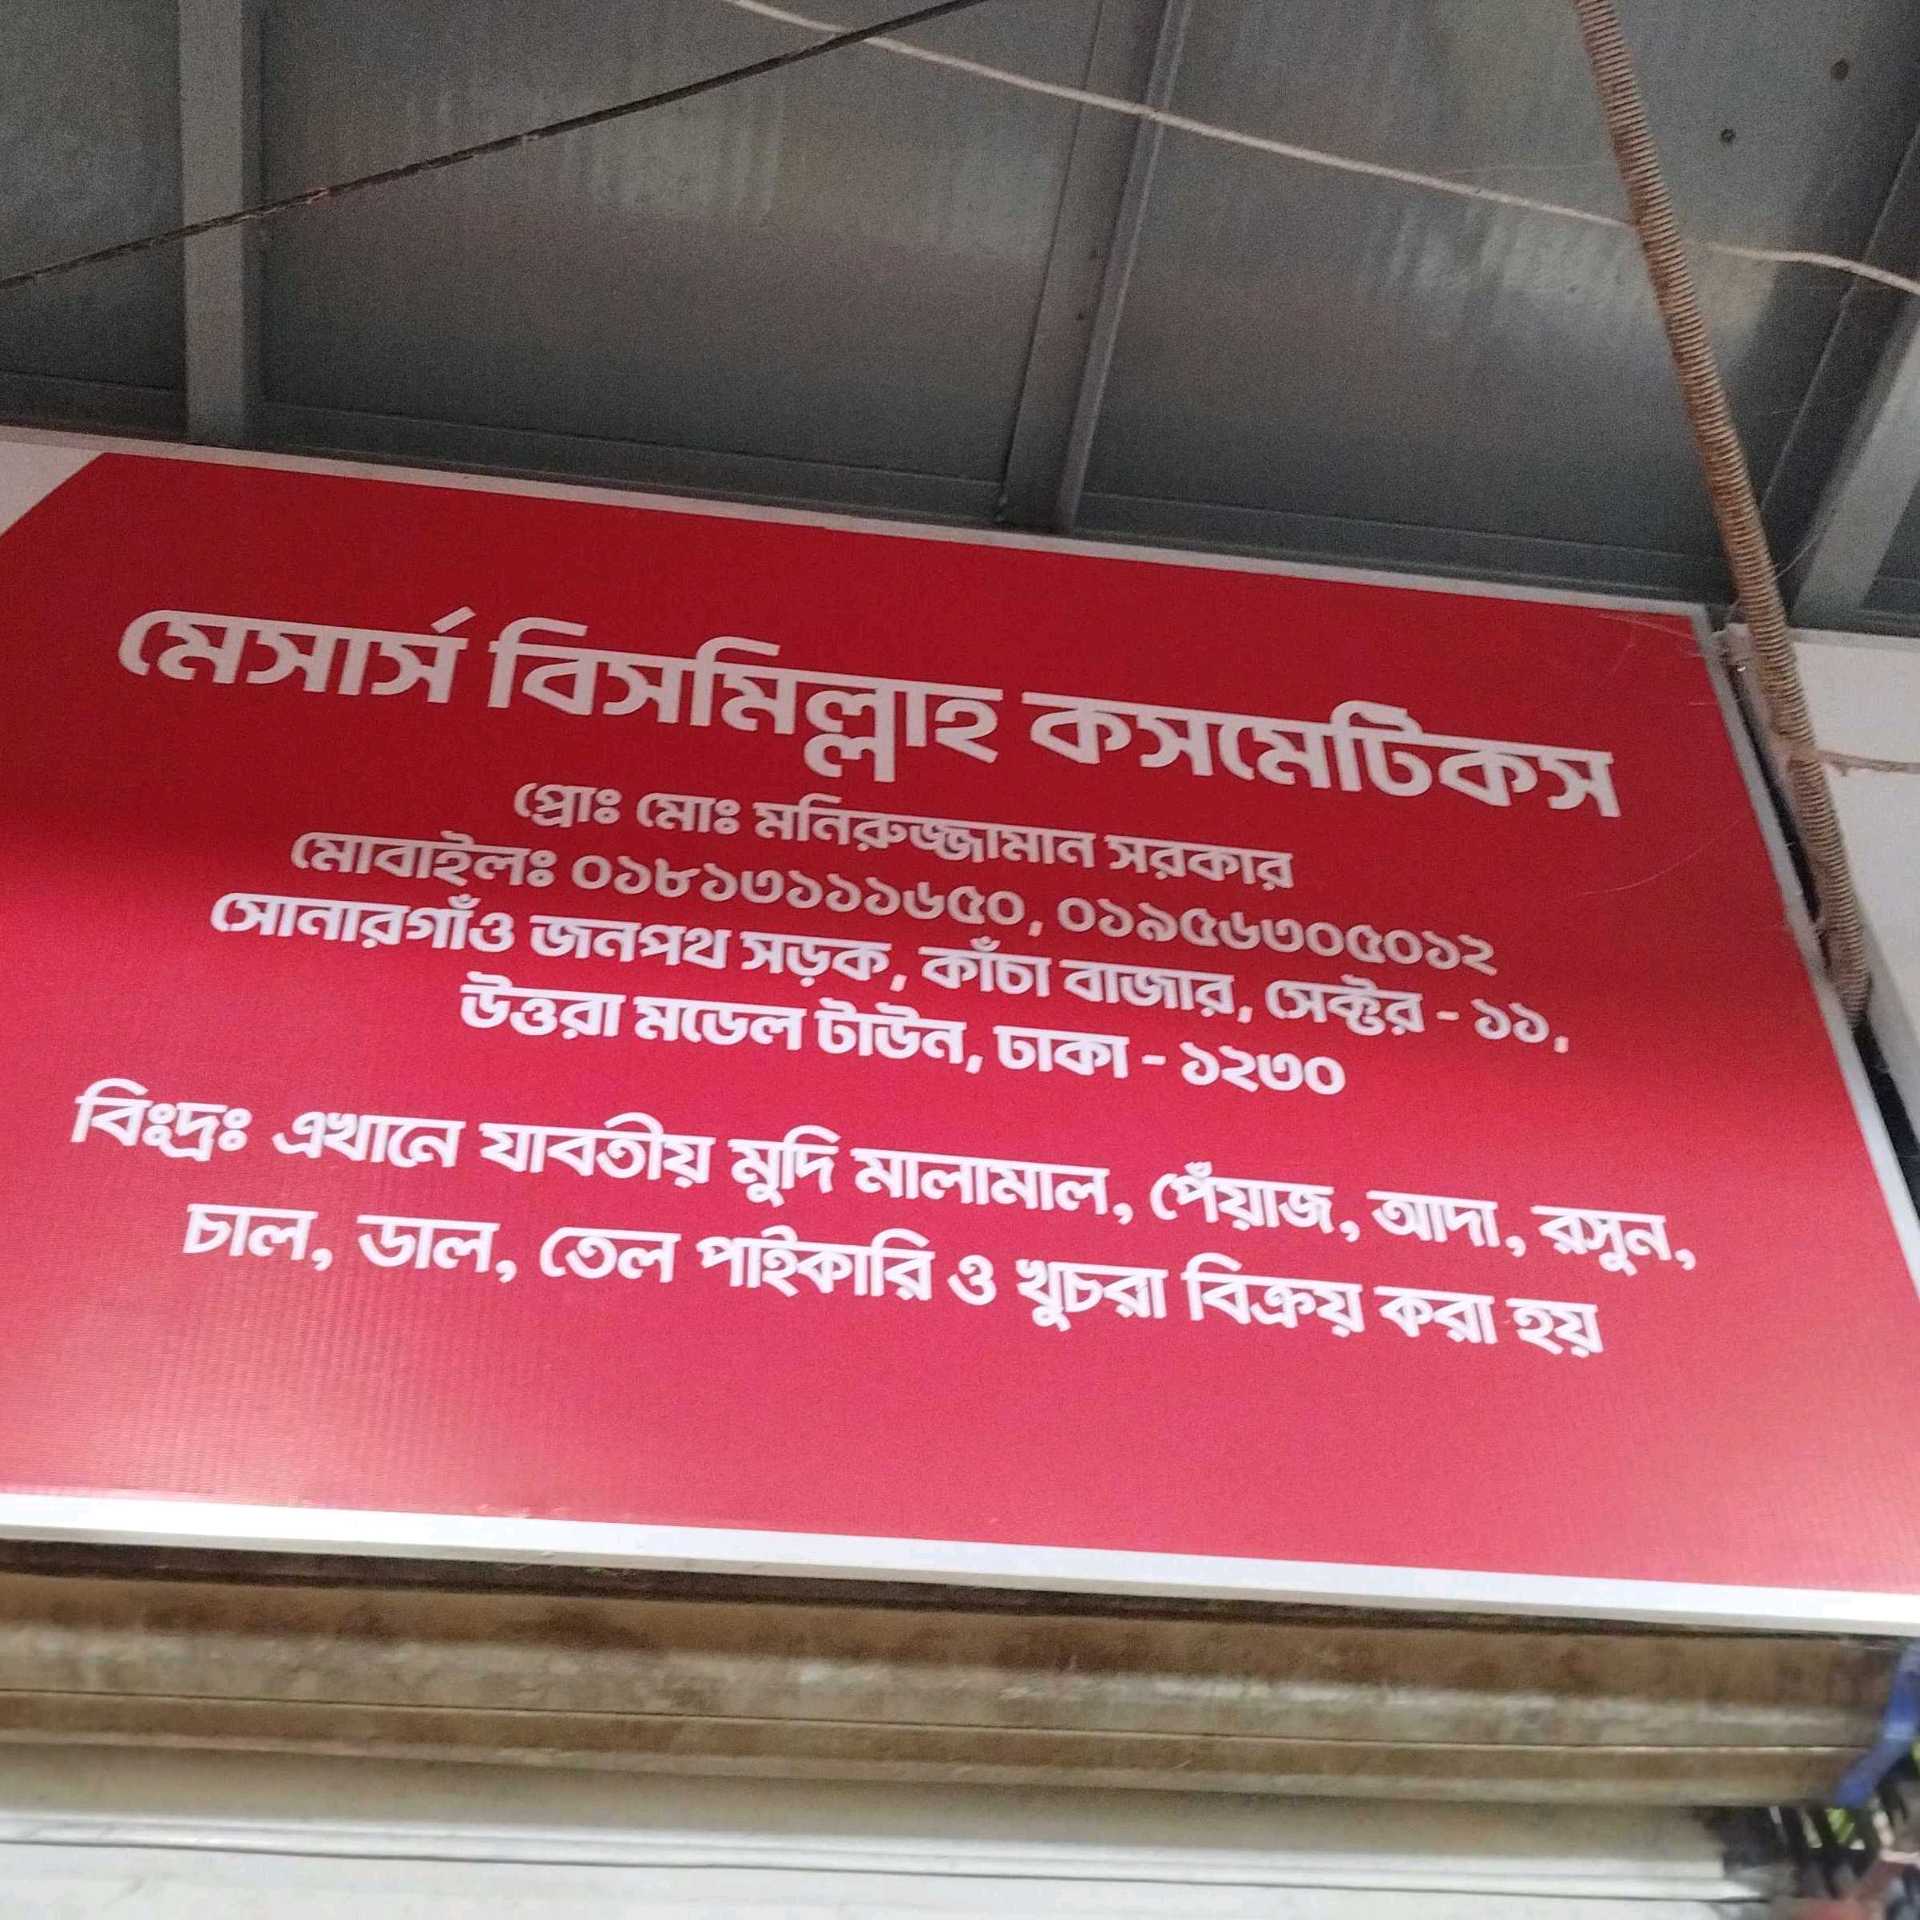 মেসার্স বিসমিল্লাহ কসমেটিকস
প্রোঃ মোঃ মনিরুজ্জামান সরকার
মোবাইলঃ ০১৮১৩১১১৬৫০, ০১৯৫৬৩০৫০১২
সোনারগাঁও জনপথ সড়ক, কাঁচা বাজার, সেক্টর - ১১,
উত্তরা মডেল টাউন, ঢাকা - ১২৩০
বিঃদ্রঃ এখানে যাবতীয় মুদি মালামাল, পেঁয়াজ, আদা, রসুন,
চাল, ডাল, তেল পাইকারি ও খুচরা বিক্রয় করা হয়